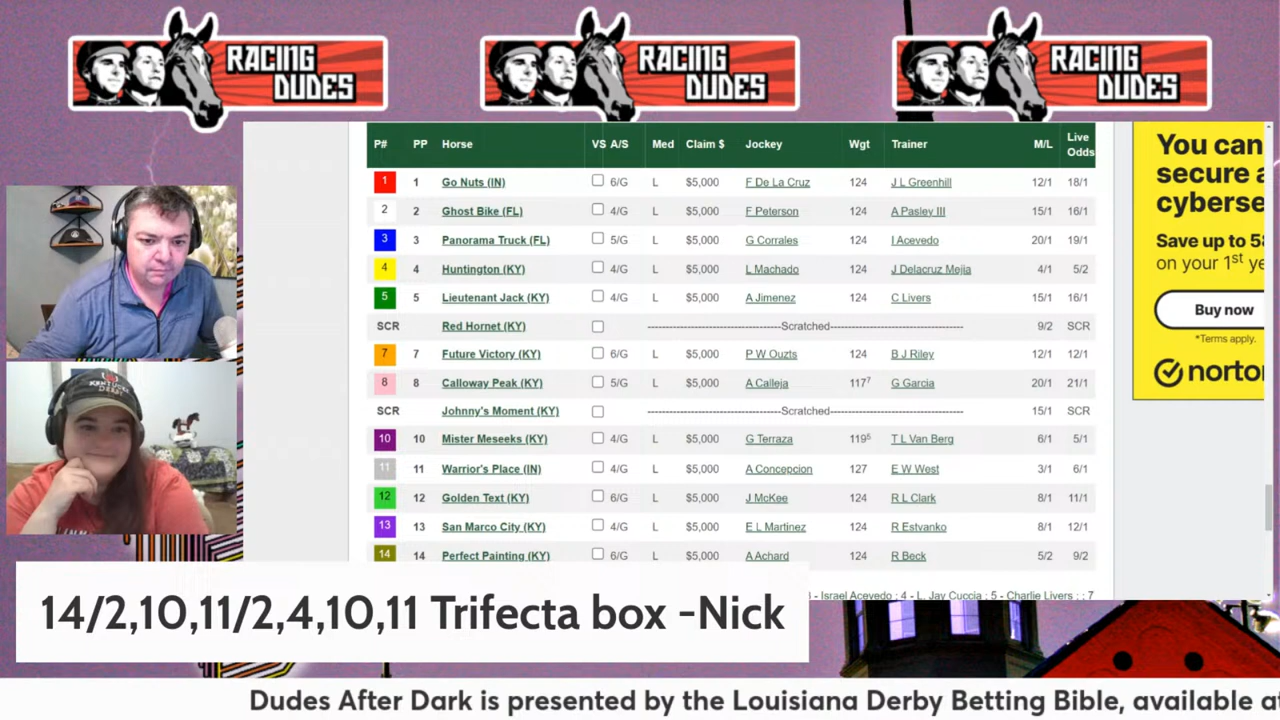 RACING
DUDES
RACING
DUDES
RACING
DUDES
P# PP Horse VS A/S Med Claim $ Jockey Wgt Trainer M/L Live Odds
1 1 Go Nuts (IN) 6/G L $5,000 F De La Cruz 124 J L Greenhill 12/1 18/1
2 2 Ghost Bike (FL) 4/G L $5,000 F Peterson 124 A Pasley III 15/1 16/1
3 3 Panorama Truck (FL) 5/G L $5,000 G Corrales 124 I Acevedo 20/1 19/1
4 4 Huntington (KY) 4/G L $5,000 L Machado 124 J Delacruz Mejia 4/1 5/2
5 5 Lieutenant Jack (KY) 4/G L $5,000 A Jimenez 124 C Livers 15/1 16/1
SCR Red Hornet (KY) Scratched 9/2 SCR
7 7 Future Victory (KY) 6/G L $5,000 P W Ouzts 124 B J Riley 12/1 12/1
8 8 Calloway Peak (KY) 5/G L $5,000 A Calleja 117⁷ G Garcia 20/1 21/1
SCR Johnny's Moment (KY) Scratched 15/1 SCR
10 10 Mister Meseeks (KY) 4/G L $5,000 G Terraza 119⁵ T L Van Berg 6/1 5/1
11 11 Warrior's Place (IN) 4/G L $5,000 A Concepcion 127 E W West 3/1 6/1
12 12 Golden Text (KY) 6/G L $5,000 J McKee 124 R L Clark 8/1 11/1
13 13 San Marco City (KY) 4/G L $5,000 E L Martinez 124 R Estvanko 8/1 12/1
14 14 Perfect Painting (KY) 6/G L $5,000 A Achard 124 R Beck 5/2 9/2
- Israel Acevedo ; 4 - L. Jay Cuccia ; 5 - Charlie Livers ; ; 7
You can
secure a
cyberse
Save up to 5
on your 1st ye
Buy now
*Terms apply.
norto
KENTUCKY
DERBY
14/2,10,11/2,4,10,11 Trifecta box -Nick
Dudes After Dark is presented by the Louisiana Derby Betting Bible, available a